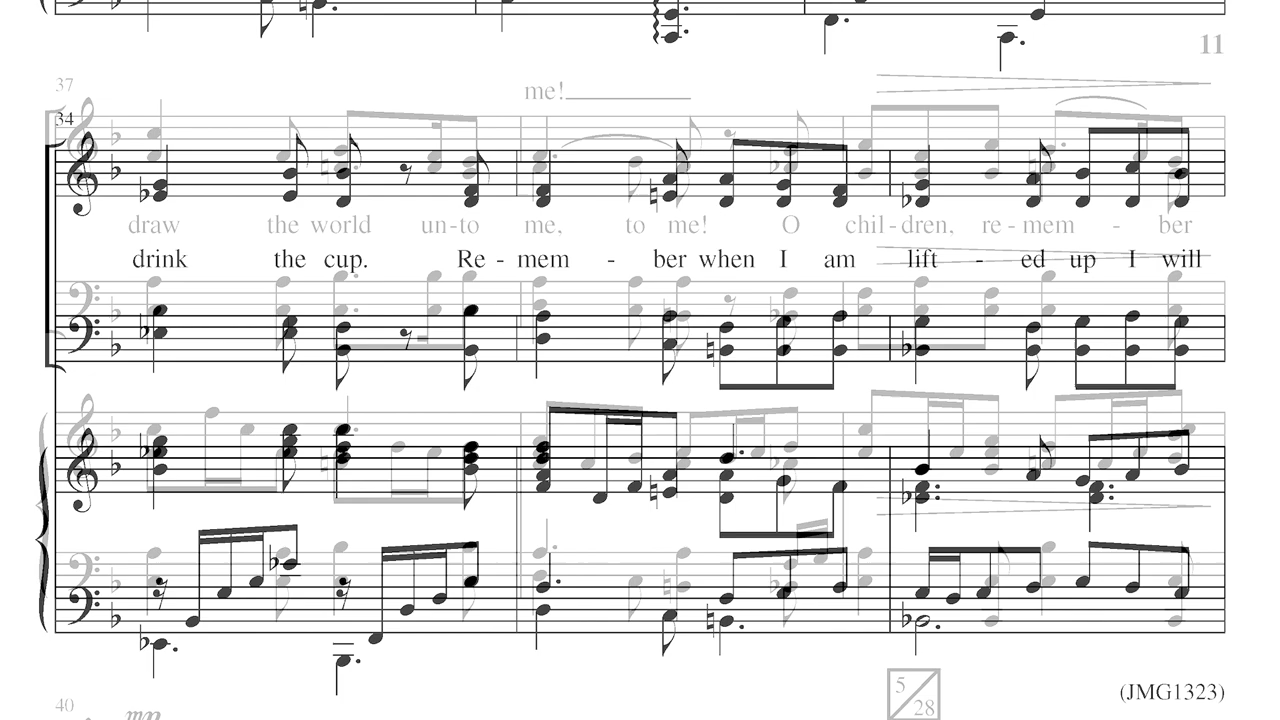 11
37
me!
34
draw the world un-to me, to me! O chil-dren, re-mem - ber
drink the cup. Re - mem - ber when I am lift - ed up I will
5/28
(JMG1323)
40
mp